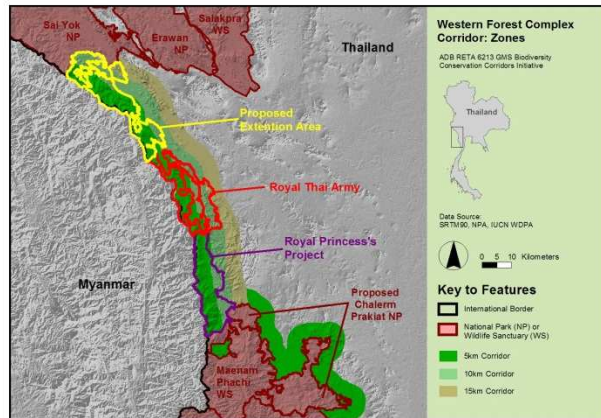 Sai Yok
NP
Erawan
NP
Salakpra
WS
Thailand
Proposed
Extention Area
Royal Thai Army
Royal Princess's
Project
Myanmar
Proposed
Chalerm
Prakiat NP
Maenam
Phachi
WS
Western Forest Complex
Corridor: Zones
ADB RETA 6213 GMS Biodiversity
Conservation Corridors Initiative
Thailand
Data Source:
SRTM90, NPA, IUCN WDPA
0 5 10 Kilometers
Key to Features
International Border
National Park (NP) or
Wildlife Sanctuary (WS)
5km Corridor
10km Corridor
15km Corridor